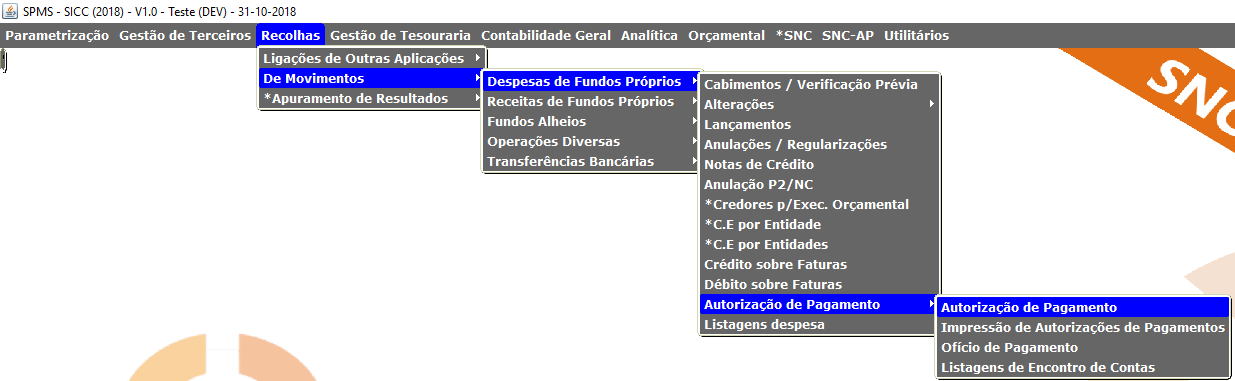 SPMS - SICC (2018) - V1.0 - Teste (DEV) - 31-10-2018
Parametrização Gestão de Terceiros Recolhas Gestão de Tesouraria Contabilidade Geral Analítica Orçamental *SNC SNC-AP Utilitários
Ligações de Outras Aplicações
De Movimentos
*Apuramento de Resultados
Despesas de Fundos Próprios
Receitas de Fundos Próprios
Fundos Alheios
Operações Diversas
Transferências Bancárias
Cabimentos / Verificação Prévia
Alterações
Lançamentos
Anulações / Regularizações
Notas de Crédito
Anulação P2/NC
*Credores p/Exec. Orçamental
*C.E por Entidade
*C.E por Entidades
Crédito sobre Faturas
Débito sobre Faturas
Autorização de Pagamento
Listagens despesa
Autorização de Pagamento
Impressão de Autorizações de Pagamentos
Ofício de Pagamento
Listagens de Encontro de Contas
SNC